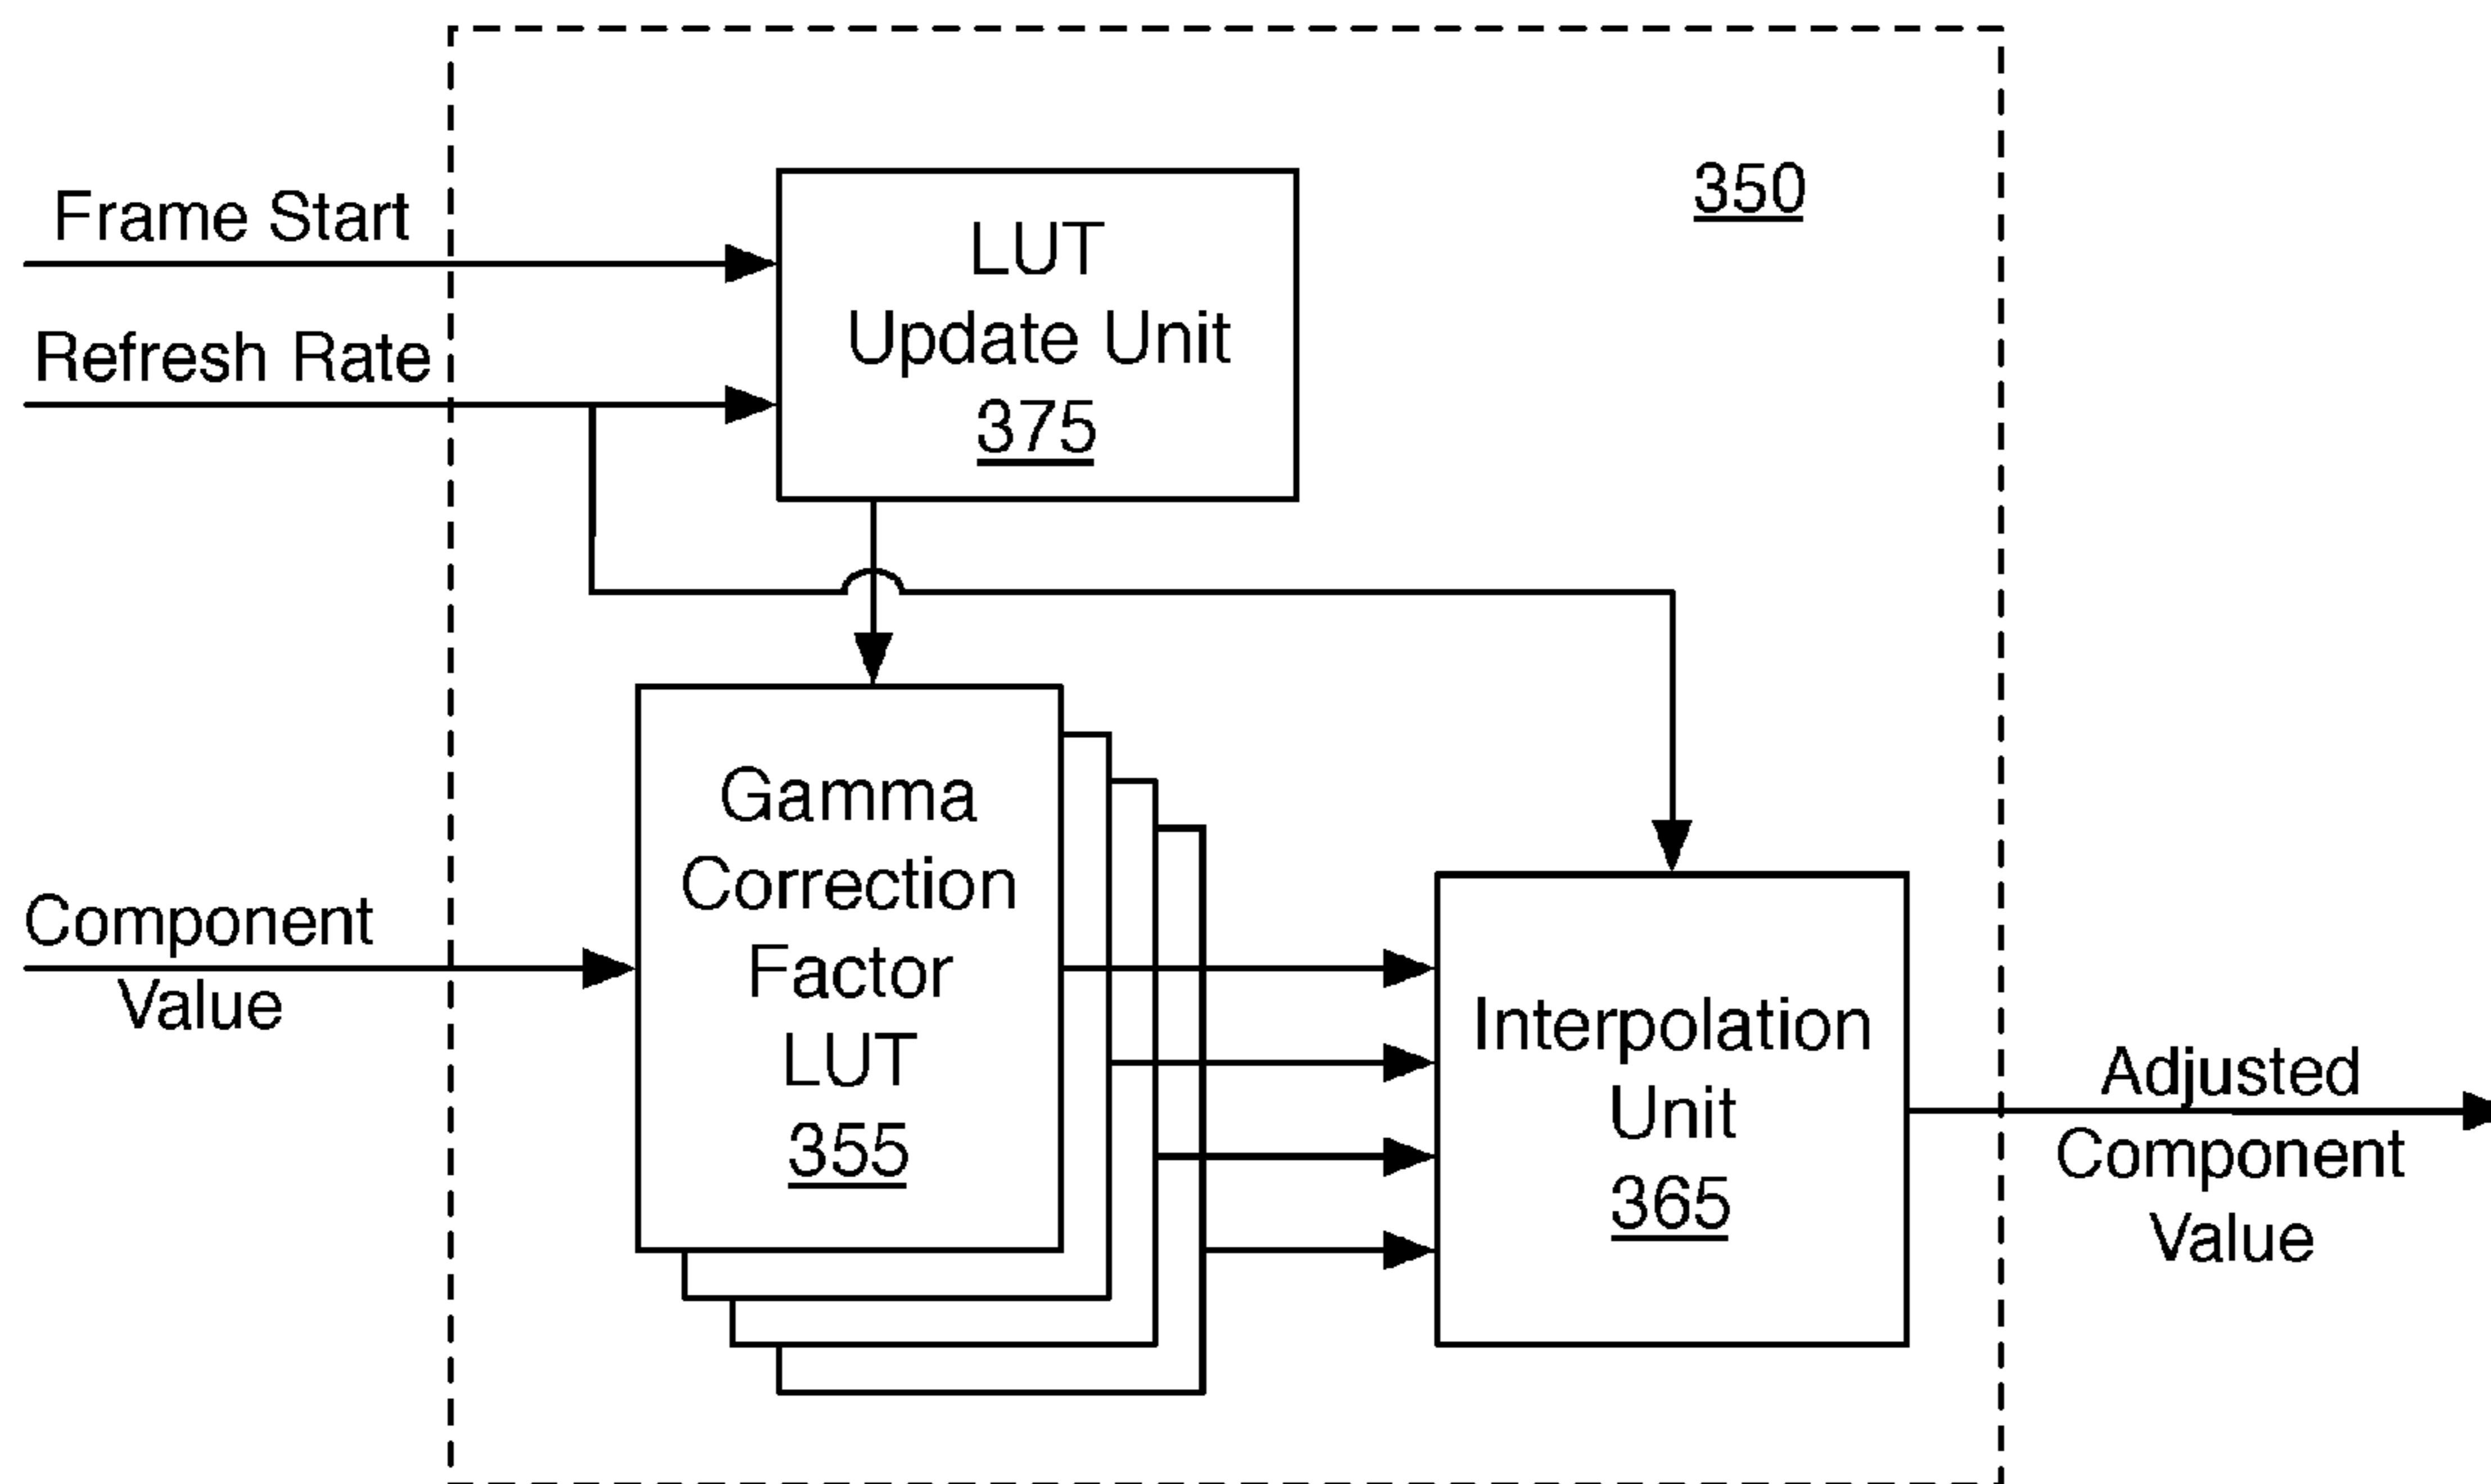 350
Frame Start
Refresh Rate
LUT
Update Unit
375
Component
Value
Gamma
Correction
Factor
LUT
355
Interpolation
Unit
365
Adjusted
Component
Value